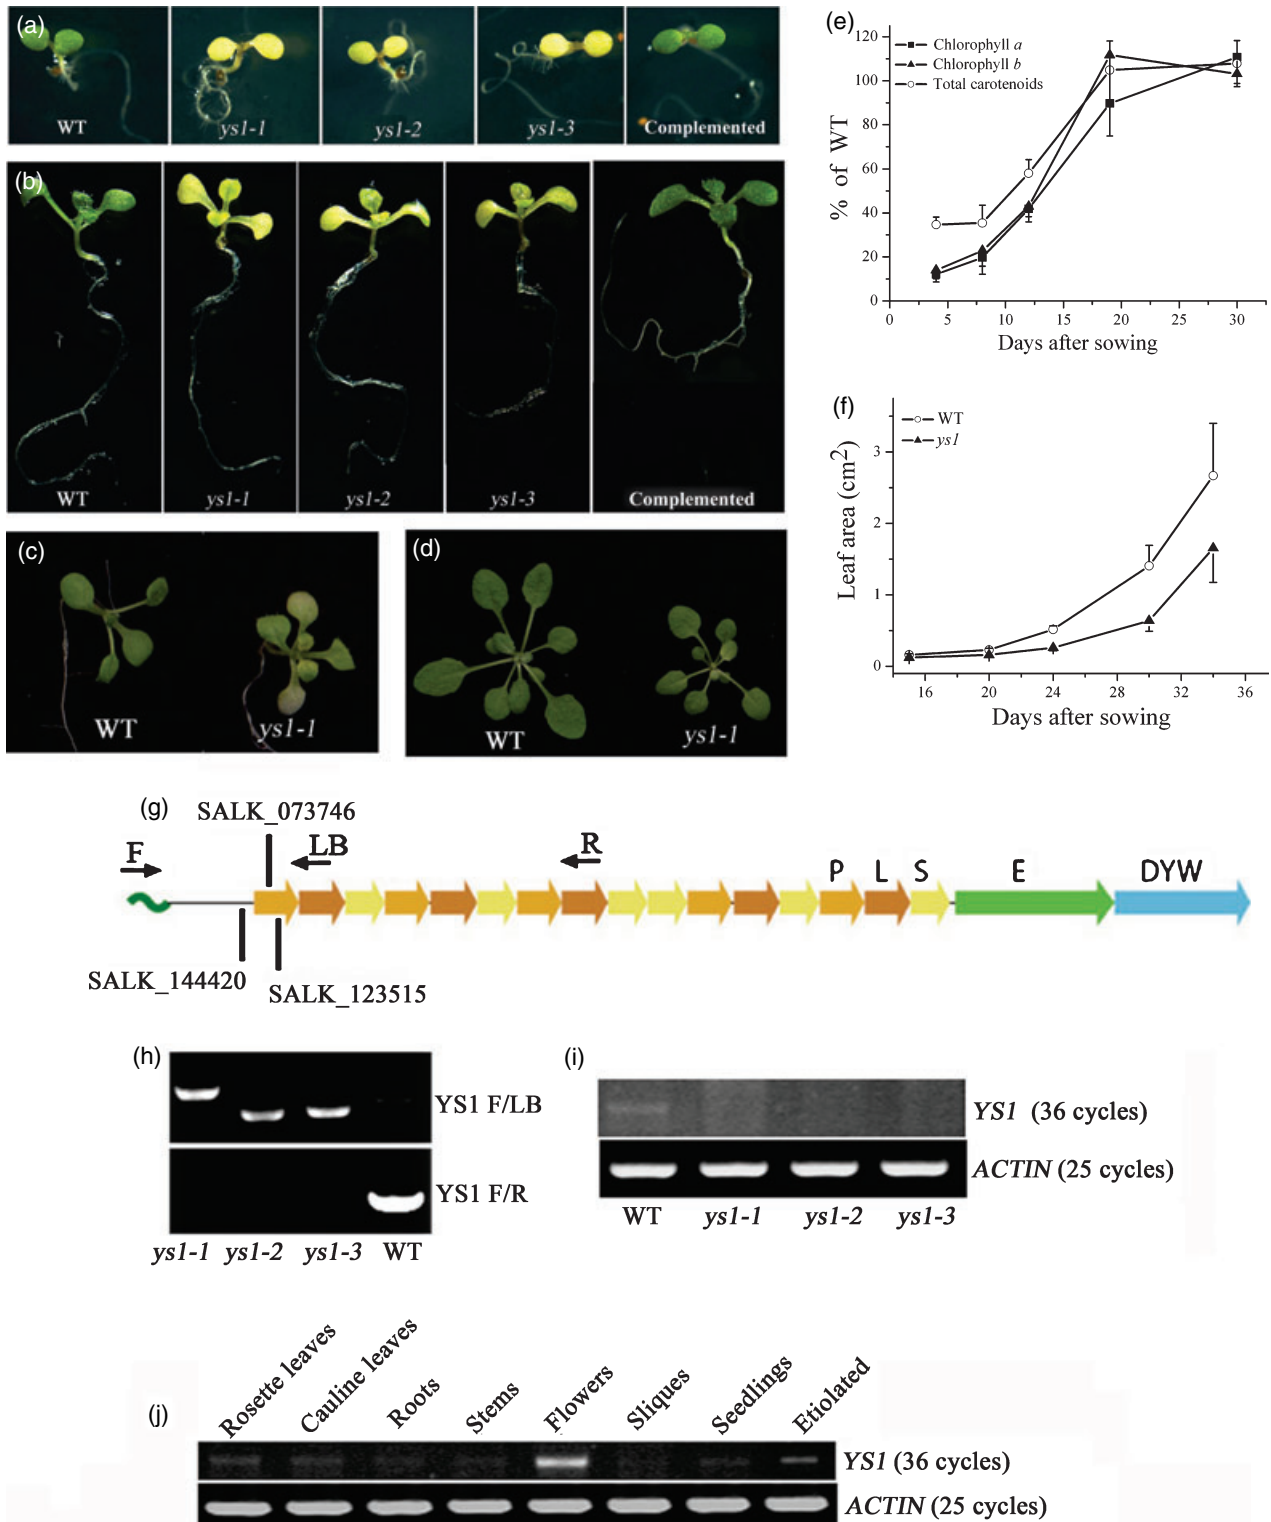 (a)
WT
ys1-1
ys1-2
ys1-3
Complemented
(b)
WT
ys1-1
ys1-2
ys1-3
Complemented
(c)
WT
ys1-1
(d)
WT
ys1-1
(e)
Chlorophyll a
Chlorophyll b
Total carotenoids
% of WT
120
100
80
60
40
20
0
0 5 10 15 20 25 30
Days after sowing
(f)
WT
ys1
Leaf area (cm2)
3
2
1
0
16 20 24 28 32 36
Days after sowing
(g)
SALK_073746
F
LB
R
P L S E DYW
SALK_144420
SALK_123515
(h)
YS1 F/LB
YS1 F/R
ys1-1 ys1-2 ys1-3 WT
(i)
YS1 (36 cycles)
ACTIN (25 cycles)
WT ys1-1 ys1-2 ys1-3
(j)
Rosette leaves
Cauline leaves
Roots
Stems
Flowers
Sliques
Seedlings
Etiolated
YS1 (36 cycles)
ACTIN (25 cycles)